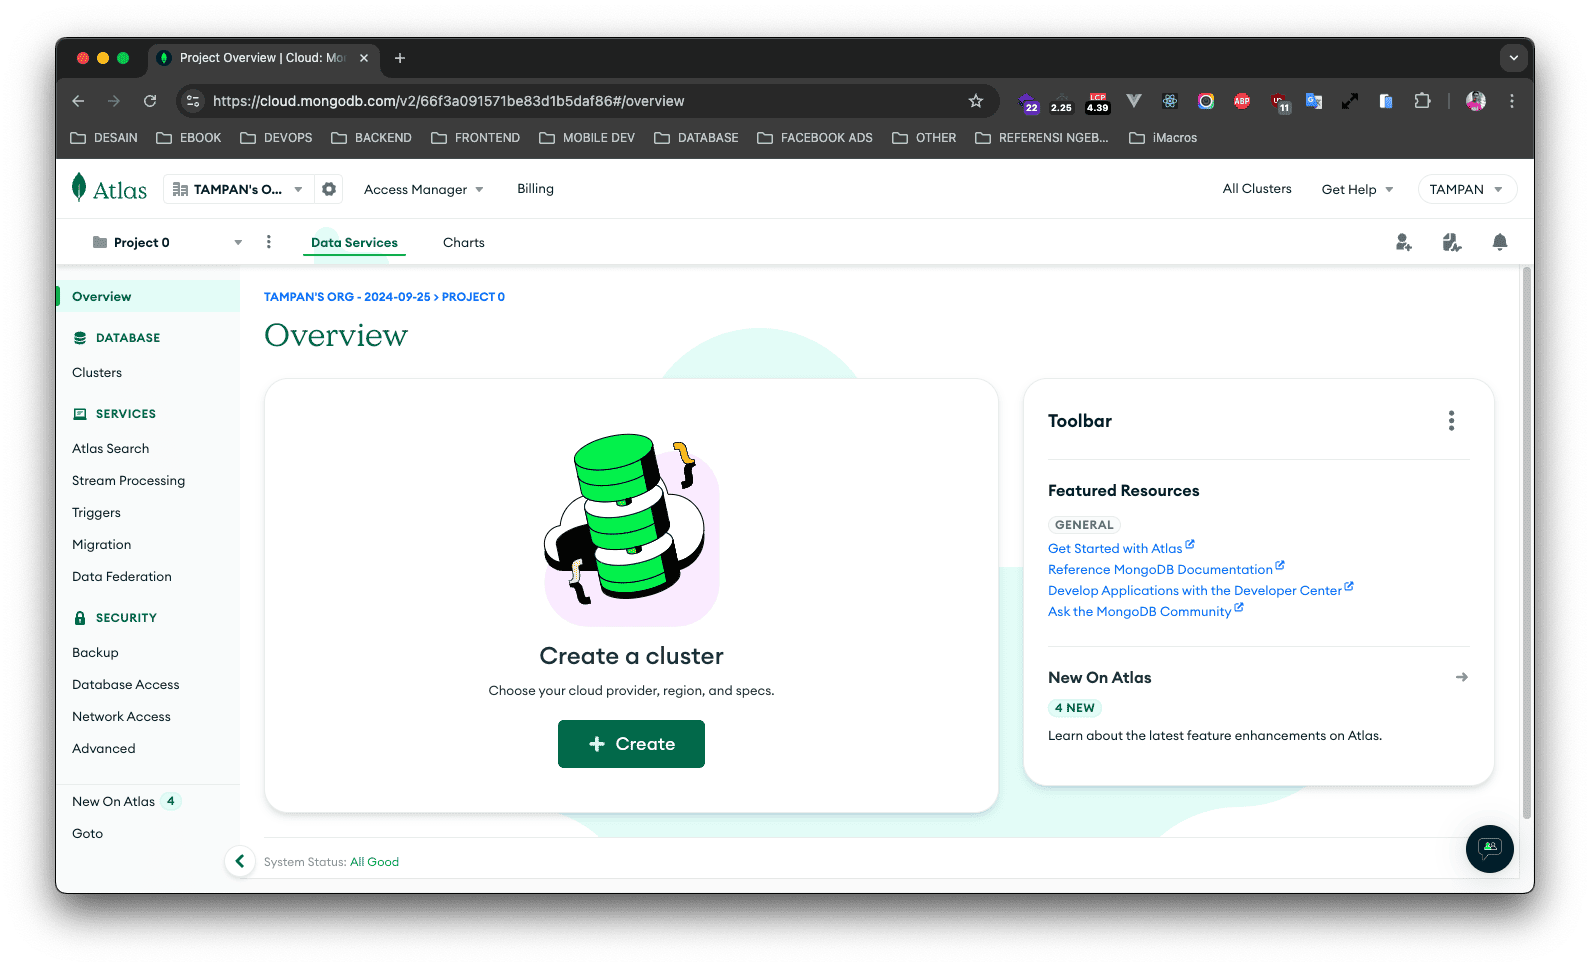 Project Overview | Cloud: Mon
https://cloud.mongodb.com/v2/66f3a091571be83d1b5daf86#/overview
22
2.25
LCP
4.39
ABP
11
DESAIN
EBOOK
DEVOPS
BACKEND
FRONTEND
MOBILE DEV
DATABASE
FACEBOOK ADS
OTHER
REFERENSI NGEB...
iMacros
Atlas
TAMPAN's O...
Access Manager
Billing
All Clusters
Get Help
TAMPAN
Project 0
Data Services
Charts
Overview
DATABASE
Clusters
SERVICES
Atlas Search
Stream Processing
Triggers
Migration
Data Federation
SECURITY
Backup
Database Access
Network Access
Advanced
New On Atlas 4
Goto
TAMPAN'S ORG - 2024-09-25 > PROJECT 0
Overview
Create a cluster
Choose your cloud provider, region, and specs.
+ Create
Toolbar
Featured Resources
GENERAL
Get Started with Atlas
Reference MongoDB Documentation
Develop Applications with the Developer Center
Ask the MongoDB Community
New On Atlas
4 NEW
Learn about the latest feature enhancements on Atlas.
System Status: All Good